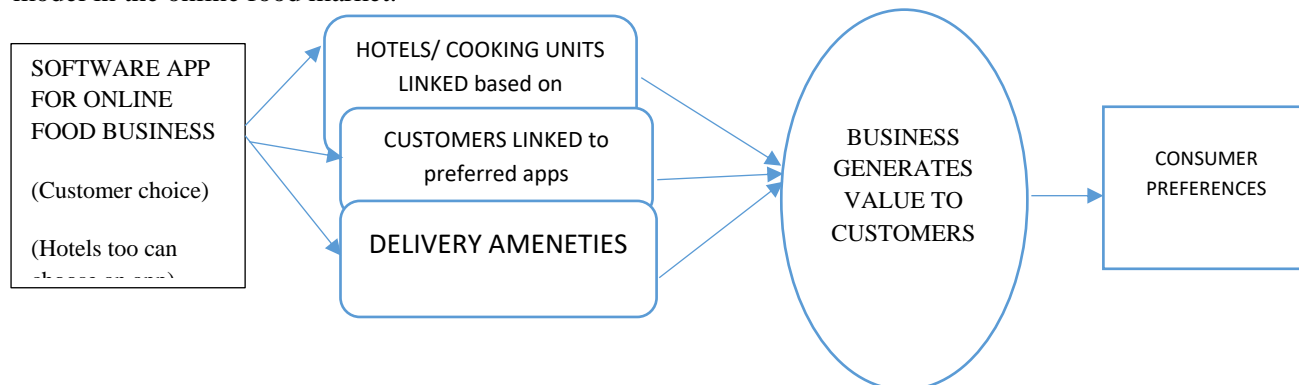 model in the online food market.
SOFTWARE APP
FOR ONLINE
FOOD BUSINESS
(Customer choice)
(Hotels too can
HOTELS/ COOKING UNITS
LINKED based on
CUSTOMERS LINKED to
preferred apps
DELIVERY AMENETIES
BUSINESS
GENERATES
VALUE TO
CUSTOMERS
CONSUMER
PREFERENCES